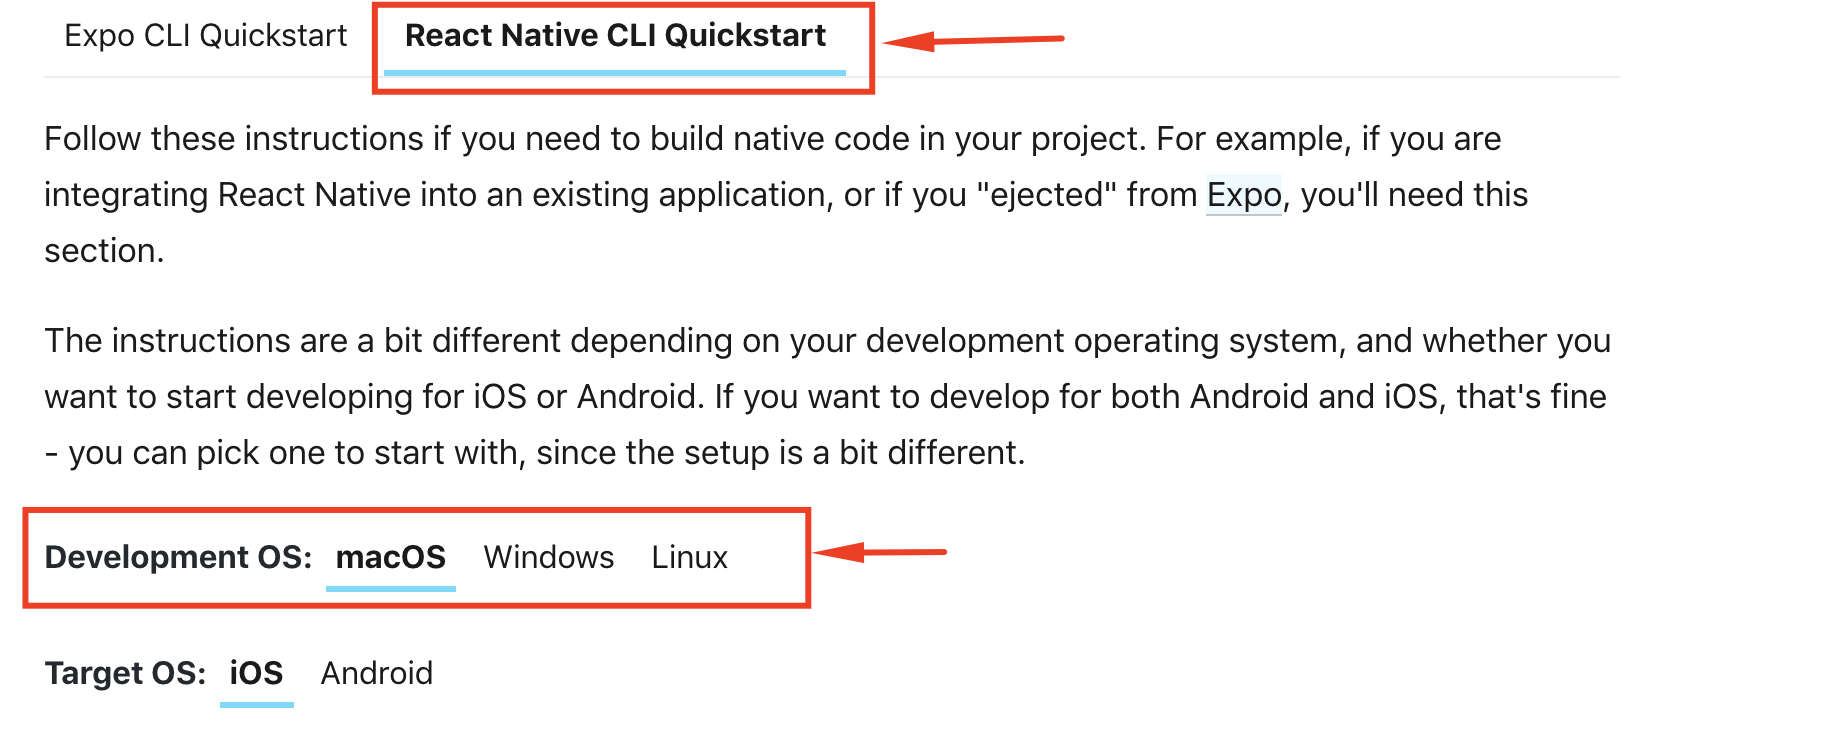 Expo CLI Quickstart React Native CLI Quickstart
Follow these instructions if you need to build native code in your project. For example, if you are
integrating React Native into an existing application, or if you "ejected" from Expo, you'll need this
section.
The instructions are a bit different depending on your development operating system, and whether you
want to start developing for iOS or Android. If you want to develop for both Android and iOS, that's fine
- you can pick one to start with, since the setup is a bit different.
Development OS: macOS Windows Linux
Target OS: iOS Android